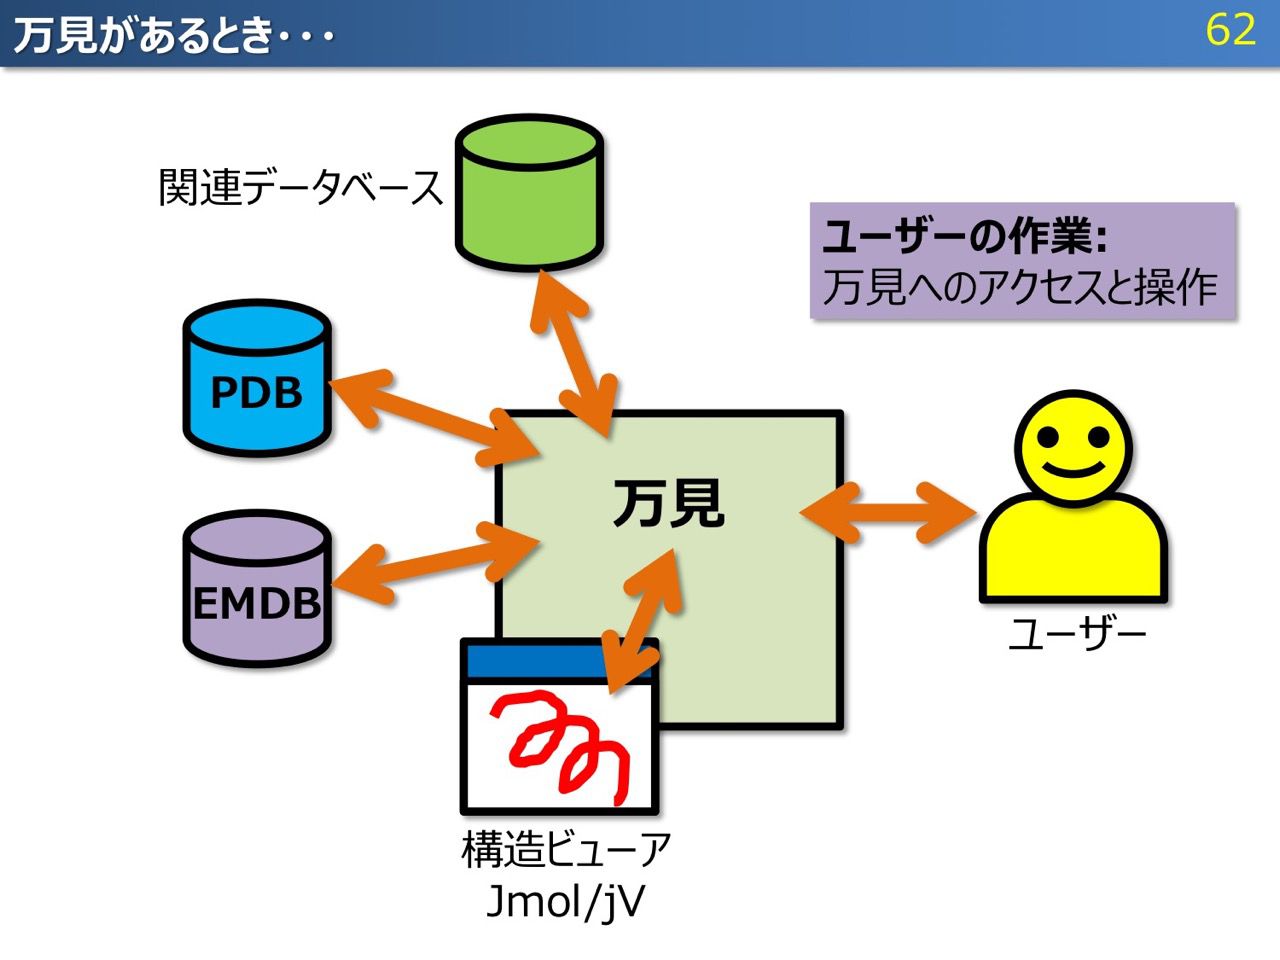 万見があるとき･･･
62
関連データベース
ユーザーの作業:
万見へのアクセスと操作
PDB
万見
EMDB
ユーザー
構造ビューア
Jmol/jV